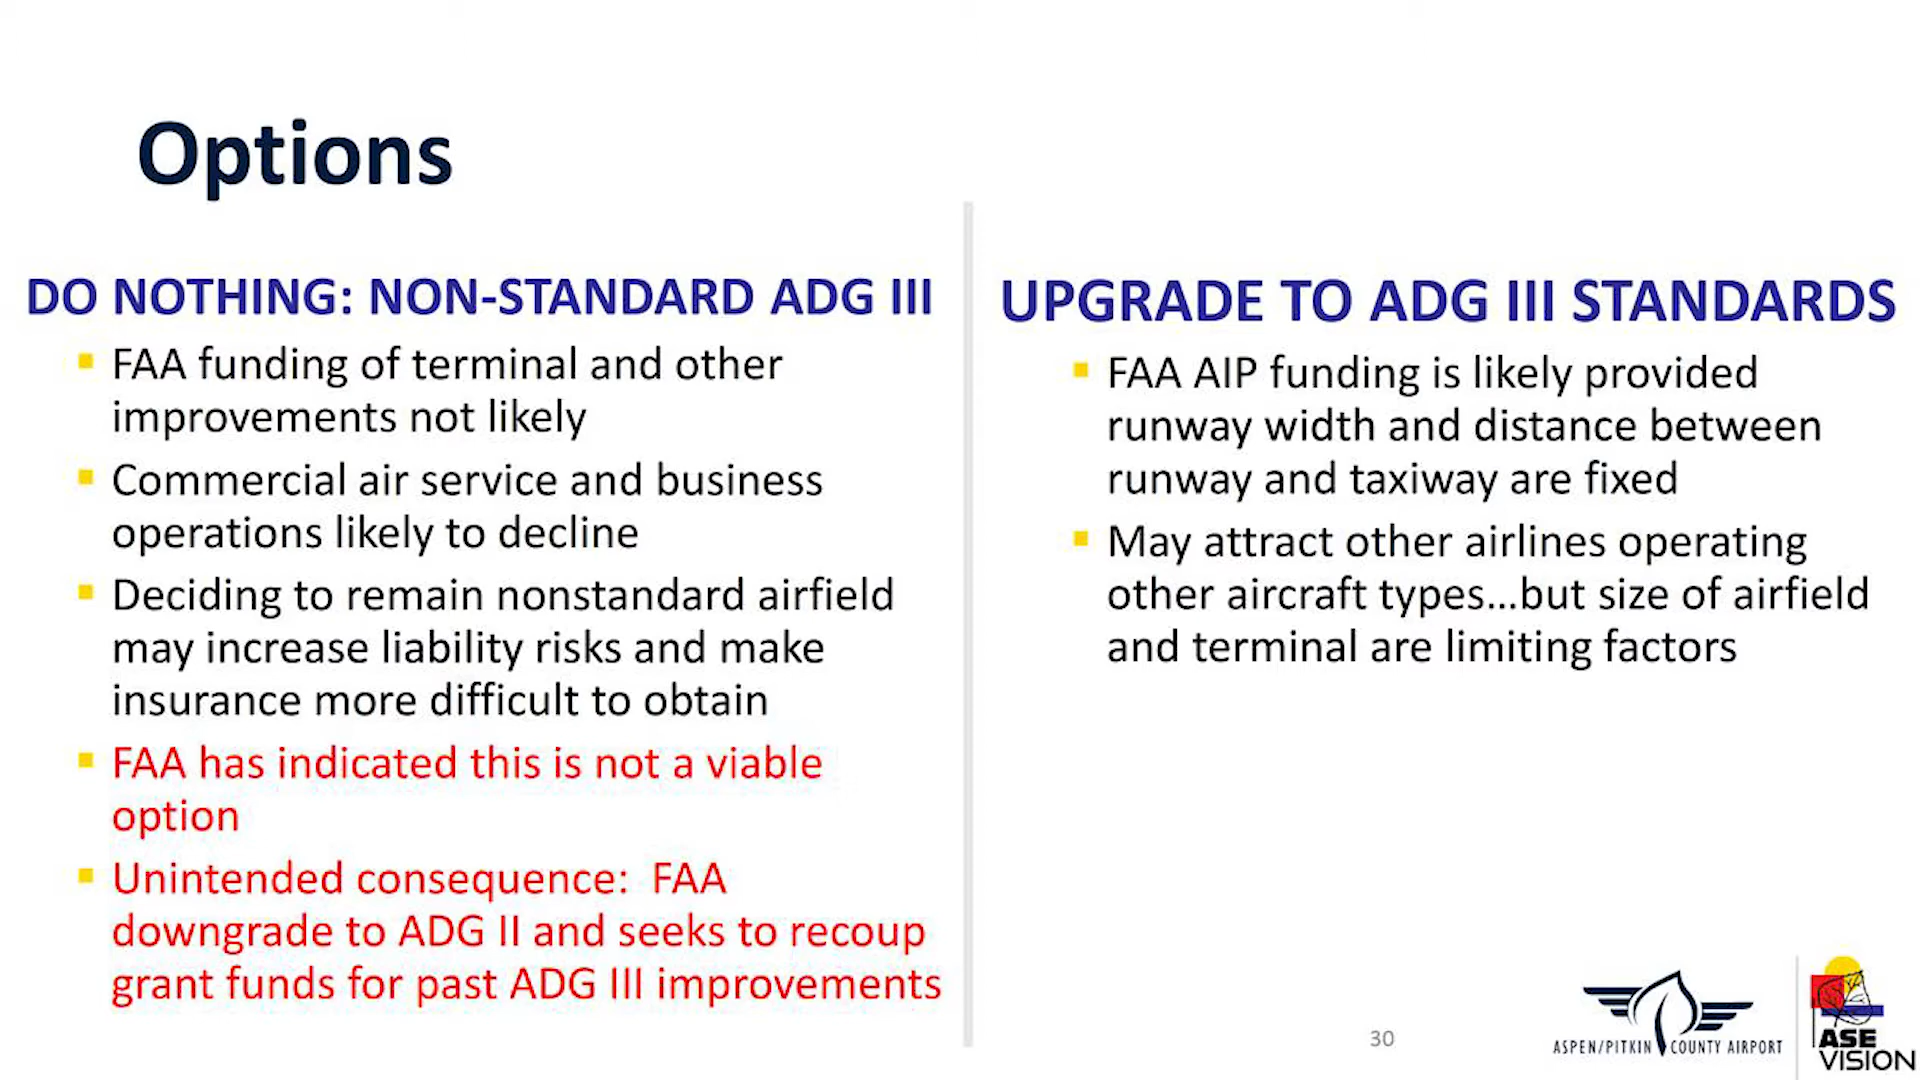 Options
DO NOTHING: NON-STANDARD ADG III
FAA funding of terminal and other
improvements not likely
Commercial air service and business
operations likely to decline
Deciding to remain nonstandard airfield
may increase liability risks and make
insurance more difficult to obtain
FAA has indicated this is not a viable
option
Unintended consequence:  FAA
downgrade to ADG II and seeks to recoup
grant funds for past ADG III improvements
UPGRADE TO ADG III STANDARDS
FAA AIP funding is likely provided
runway width and distance between
runway and taxiway are fixed
May attract other airlines operating
other aircraft types...but size of airfield
and terminal are limiting factors
30
ASPEN/PITKIN COUNTY AIRPORT
ASE
VISION